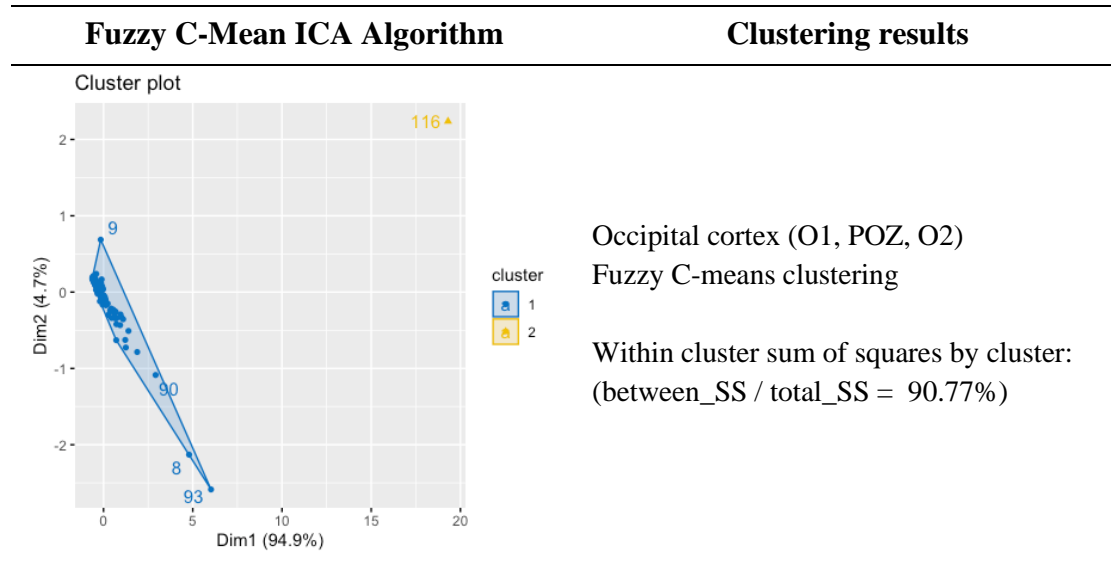 Fuzzy C-Mean ICA Algorithm
Clustering results
Cluster plot
116
2
1
0
-1
-2
9
90
8
93
Dim2 (4.7%)
0 5 10 15 20
Dim1 (94.9%)
cluster
a 1
a 2
Occipital cortex (O1, POZ, O2)
Fuzzy C-means clustering
Within cluster sum of squares by cluster:
(between_SS / total_SS = 90.77%)